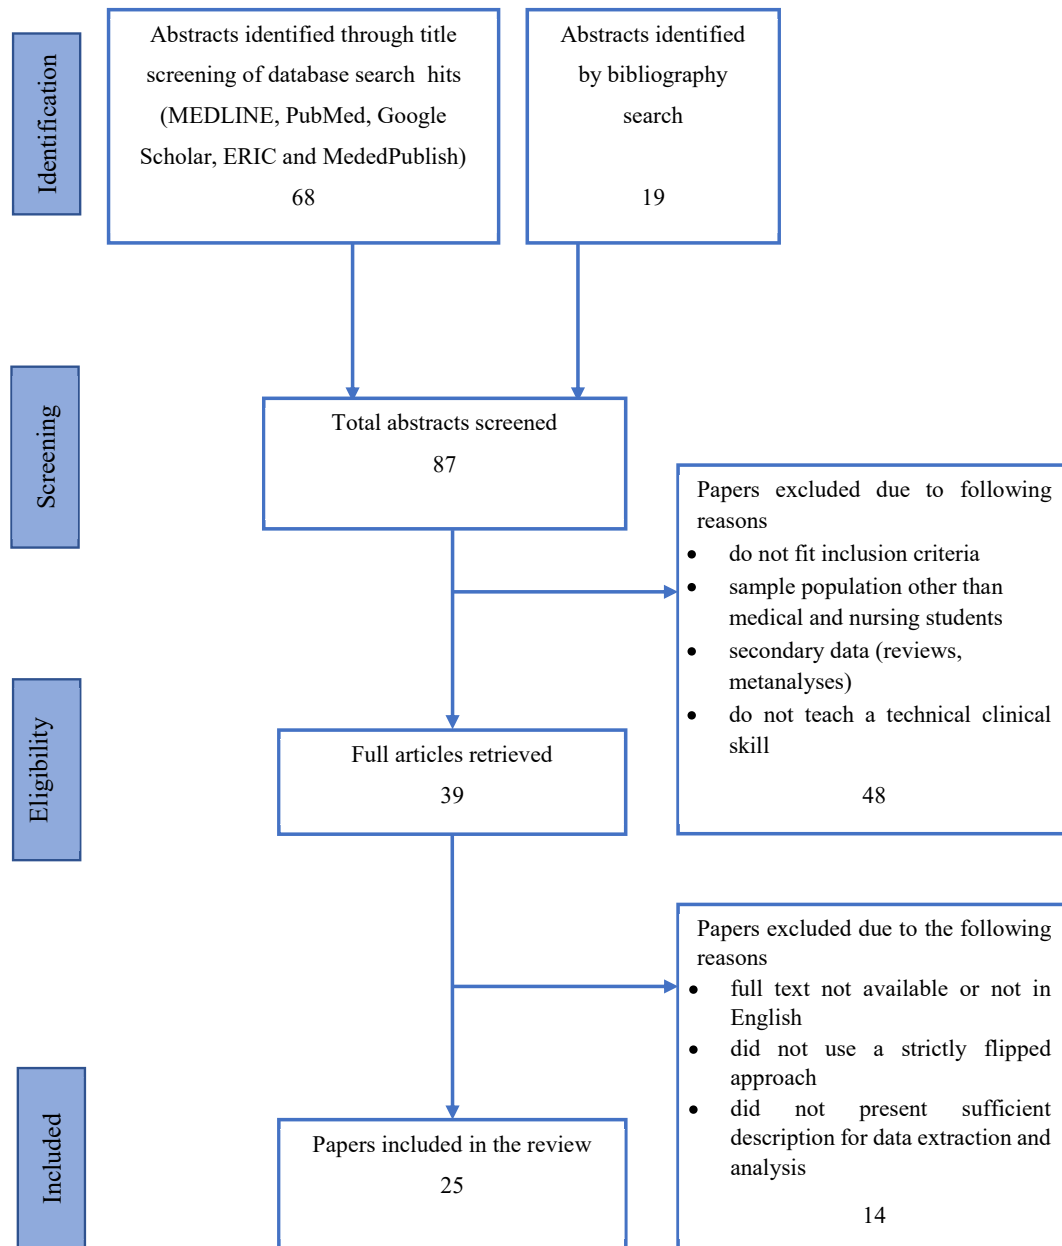 Identification
Abstracts identified through title
screening of database search hits
(MEDLINE, PubMed, Google
Scholar, ERIC and MededPublish)
68
Abstracts identified
by bibliography
search
19
Screening
Total abstracts screened
87
Papers excluded due to following
reasons
• do not fit inclusion criteria
• sample population other than
medical and nursing students
• secondary data (reviews,
metanalyses)
• do not teach a technical clinical
skill
48
Eligibility
Full articles retrieved
39
Papers excluded due to the following
reasons
• full text not available or not in
English
• did not use a strictly flipped
approach
• did not present sufficient
description for data extraction and
analysis
14
Included
Papers included in the review
25